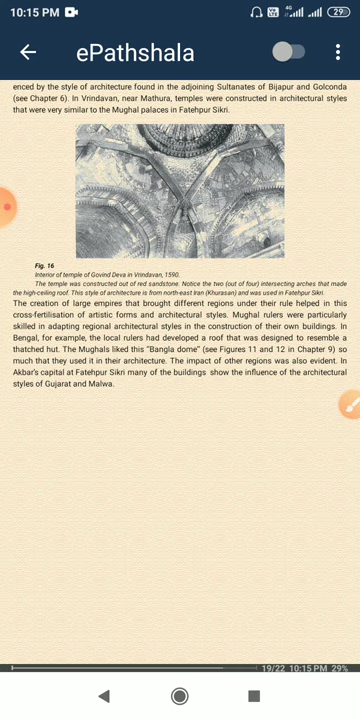 10:15 PM
4G
29
ePathshala
enced by the style of architecture found in the adjoining Sultanates of Bijapur and Golconda
(see Chapter 6). In Vrindavan, near Mathura, temples were constructed in architectural styles
that were very similar to the Mughal palaces in Fatehpur Sikri.
Fig. 16
Interior of temple of Govind Deva in Vrindavan, 1590.
The temple was constructed out of red sandstone. Notice the two (out of four) intersecting arches that made
the high-ceiling roof. This style of architecture is from north-east Iran (Khurasan) and was used in Fatehpur Sikri.
The creation of large empires that brought different regions under their rule helped in this
cross-fertilisation of artistic forms and architectural styles. Mughal rulers were particularly
skilled in adapting regional architectural styles in the construction of their own buildings. In
Bengal, for example, the local rulers had developed a roof that was designed to resemble a
thatched hut. The Mughals liked this “Bangla dome” (see Figures 11 and 12 in Chapter 9) so
much that they used it in their architecture. The impact of other regions was also evident. In
Akbar's capital at Fatehpur Sikri many of the buildings show the influence of the architectural
styles of Gujarat and Malwa.
19/22 10:15 PM 29%